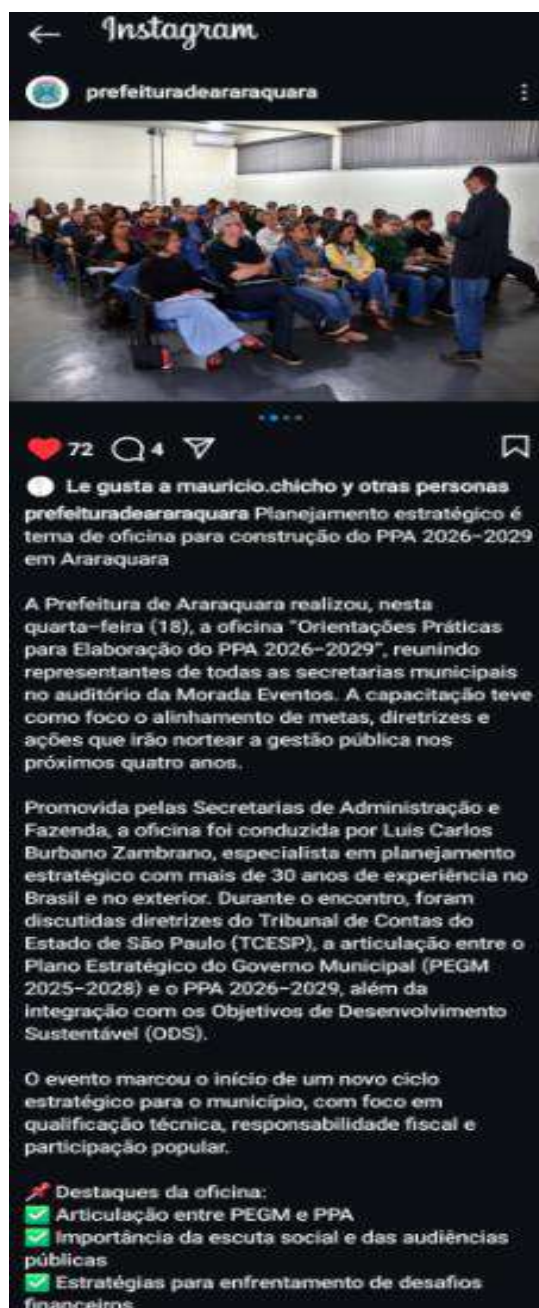 Instagram
prefeituradeararaquara
72 4
Le gusta a mauricio.chicho y otras personas
prefeituradeararaquara Planejamento estratégico é
tema de oficina para construção do PPA 2026-2029
em Araraquara
A Prefeitura de Araraquara realizou, nesta
quarta-feira (18), a oficina "Orientações Práticas
para Elaboração do PPA 2026-2029", reunindo
representantes de todas as secretarias municipais
no auditório da Morada Eventos. A capacitação teve
como foco o alinhamento de metas, diretrizes e
ações que irão nortear a gestão pública nos
próximos quatro anos.
Promovida pelas Secretarias de Administração e
Fazenda, a oficina foi conduzida por Luis Carlos
Burbano Zambrano, especialista em planejamento
estratégico com mais de 30 anos de experiência no
Brasil e no exterior. Durante o encontro, foram
discutidas diretrizes do Tribunal de Contas do
Estado de São Paulo (TCESP), a articulação entre o
Plano Estratégico do Governo Municipal (PEGM
2025-2028) e o PPA 2026-2029, além da
integração com os Objetivos de Desenvolvimento
Sustentável (ODS).
O evento marcou o início de um novo ciclo
estratégico para o município, com foco em
qualificação técnica, responsabilidade fiscal e
participação popular.
📌 Destaques da oficina:
✅ Articulação entre PEGM e PPA
✅ Importância da escuta social e das audiências
públicas
✅ Estratégias para enfrentamento de desafios
financeiros